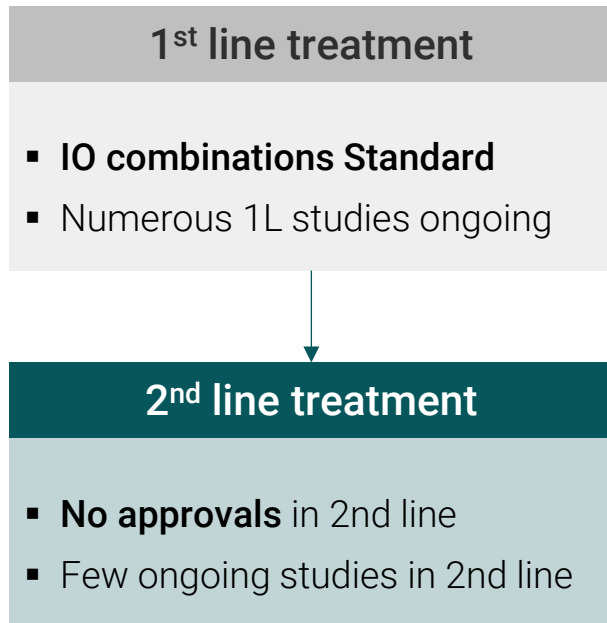 1st line treatment
▪ IO combinations Standard
▪ Numerous 1L studies ongoing
2nd line treatment
▪ No approvals in 2nd line
▪ Few ongoing studies in 2nd line